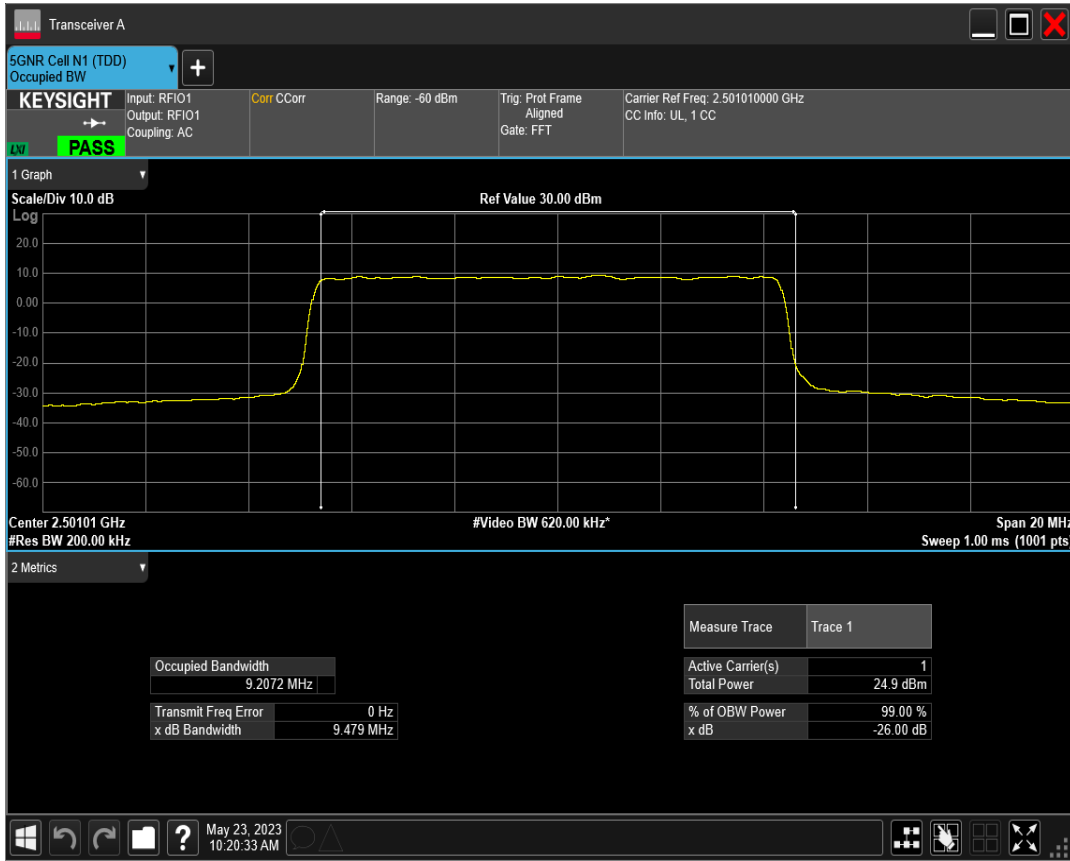 Transceiver A
5GNR Cell N1 (TDD)
Occupied BW
+
KEYSIGHT
LXI
PASS
Input: RFIO1
Output: RFIO1
Coupling: AC
Corr CCorr
Range: -60 dBm
Trig: Prot Frame
Aligned
Gate: FFT
Carrier Ref Freq: 2.501010000 GHz
CC Info: UL, 1 CC
1 Graph
Scale/Div 10.0 dB
Ref Value 30.00 dBm
Log
20.0
10.0
0.00
-10.0
-20.0
-30.0
-40.0
-50.0
-60.0
Center 2.50101 GHz
#Video BW 620.00 kHz*
Span 20 MHz
#Res BW 200.00 kHz
Sweep 1.00 ms (1001 pts)
2 Metrics
Measure Trace Trace 1
Occupied Bandwidth
9.2072 MHz
Active Carrier(s) 1
Total Power 24.9 dBm
Transmit Freq Error 0 Hz
x dB Bandwidth 9.479 MHz
% of OBW Power 99.00 %
x dB -26.00 dB
?
May 23, 2023
10:20:33 AM